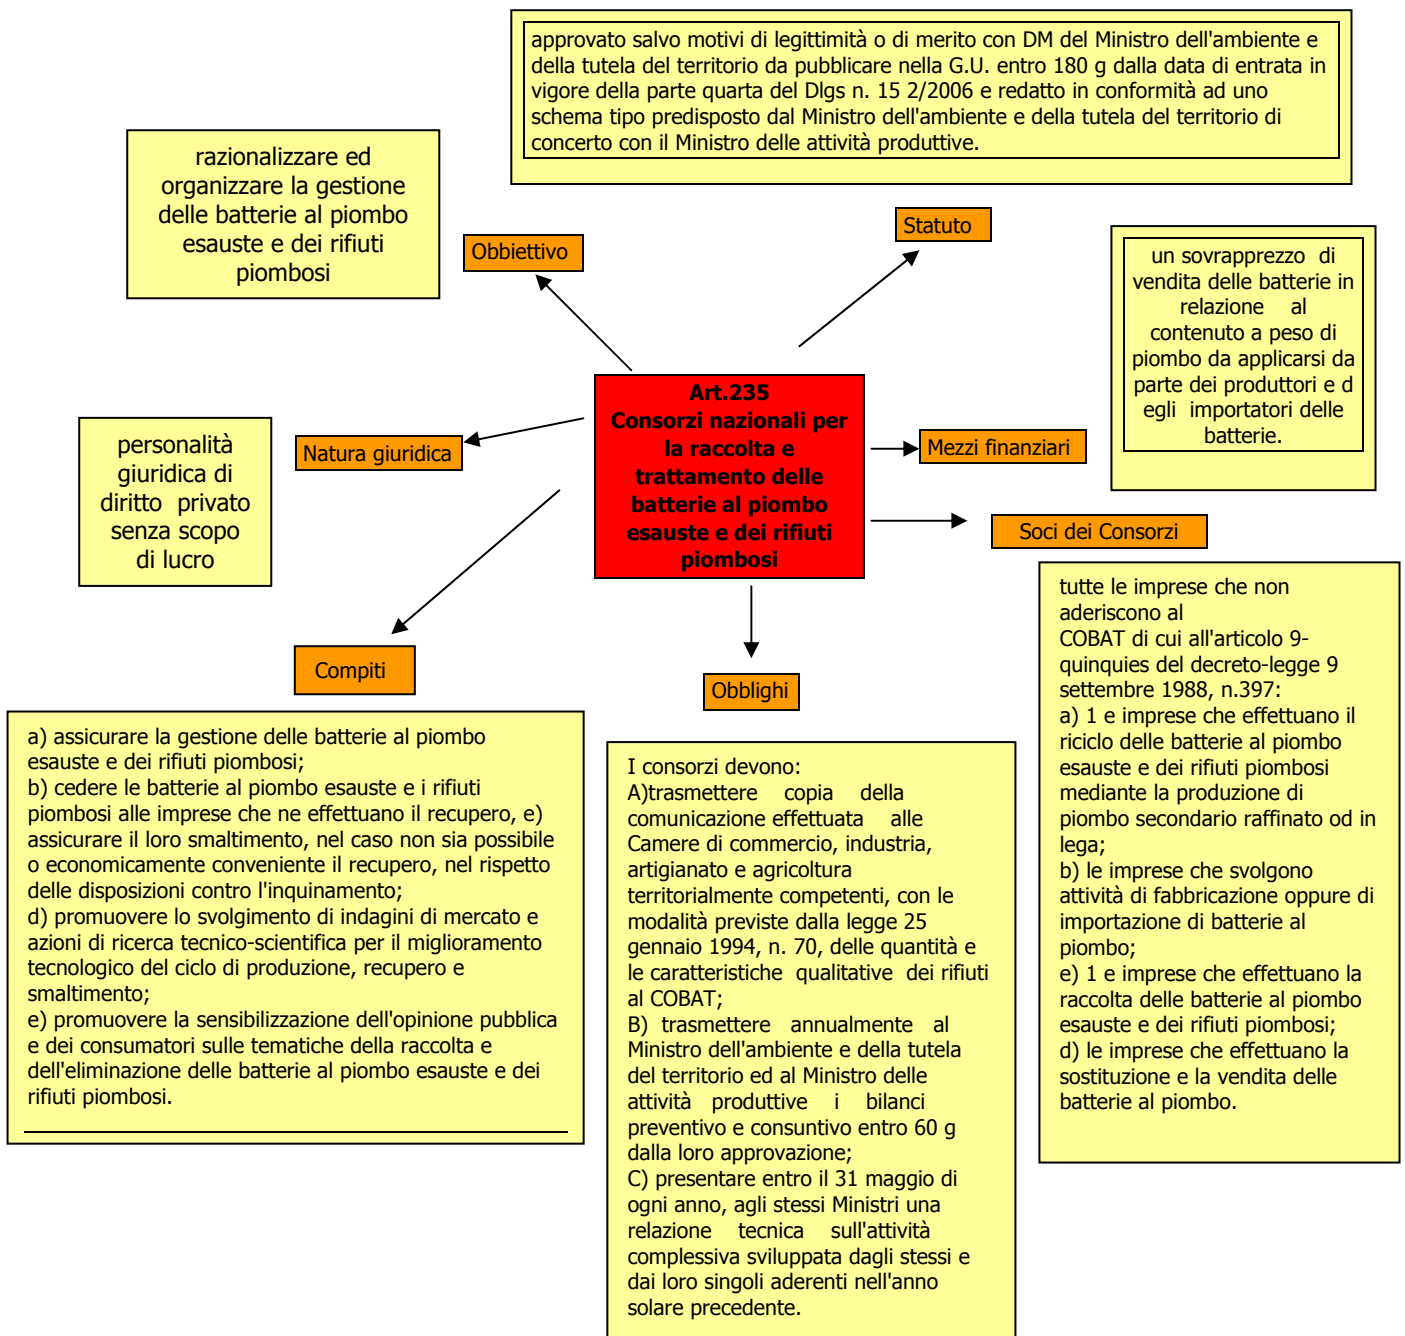 approvato salvo motivi di legittimità o di merito con DM del Ministro dell'ambiente e
della tutela del territorio da pubblicare nella G.U. entro 180 g dalla data di entrata in
vigore della parte quarta del Dlgs n. 15 2/2006 e redatto in conformità ad uno
schema tipo predisposto dal Ministro dell'ambiente e della tutela del territorio di
concerto con il Ministro delle attività produttive.
razionalizzare ed
organizzare la gestione
delle batterie al piombo
esauste e dei rifiuti
piombosi
Obbiettivo
Statuto
un sovrapprezzo di
vendita delle batterie in
relazione al
contenuto a peso di
piombo da applicarsi da
parte dei produttori e d
egli importatori delle
batterie.
Art.235
Consorzi nazionali per
la raccolta e
trattamento delle
batterie al piombo
esauste e dei rifiuti
piombosi
personalità
giuridica di
diritto privato
senza scopo
di lucro
Natura giuridica
Mezzi finanziari
Soci dei Consorzi
tutte le imprese che non
aderiscono al
COBAT di cui all'articolo 9-
quinquies del decreto-legge 9
settembre 1988, n.397:
a) 1 e imprese che effettuano il
riciclo delle batterie al piombo
esauste e dei rifiuti piombosi
mediante la produzione di
piombo secondario raffinato od in
lega;
b) le imprese che svolgono
attività di fabbricazione oppure di
importazione di batterie al
piombo;
e) 1 e imprese che effettuano la
raccolta delle batterie al piombo
esauste e dei rifiuti piombosi;
d) le imprese che effettuano la
sostituzione e la vendita delle
batterie al piombo.
Compiti
a) assicurare la gestione delle batterie al piombo
esauste e dei rifiuti piombosi;
b) cedere le batterie al piombo esauste e i rifiuti
piombosi alle imprese che ne effettuano il recupero, e)
assicurare il loro smaltimento, nel caso non sia possibile
o economicamente conveniente il recupero, nel rispetto
delle disposizioni contro l'inquinamento;
d) promuovere lo svolgimento di indagini di mercato e
azioni di ricerca tecnico-scientifica per il miglioramento
tecnologico del ciclo di produzione, recupero e
smaltimento;
e) promuovere la sensibilizzazione dell'opinione pubblica
e dei consumatori sulle tematiche della raccolta e
dell'eliminazione delle batterie al piombo esauste e dei
rifiuti piombosi.
Obblighi
I consorzi devono:
A)trasmettere copia della
comunicazione effettuata alle
Camere di commercio, industria,
artigianato e agricoltura
territorialmente competenti, con le
modalità previste dalla legge 25
gennaio 1994, n. 70, delle quantità e
le caratteristiche qualitative dei rifiuti
al COBAT;
B) trasmettere annualmente al
Ministro dell'ambiente e della tutela
del territorio ed al Ministro delle
attività produttive i bilanci
preventivo e consuntivo entro 60 g
dalla loro approvazione;
C) presentare entro il 31 maggio di
ogni anno, agli stessi Ministri una
relazione tecnica sull'attività
complessiva sviluppata dagli stessi e
dai loro singoli aderenti nell'anno
solare precedente.